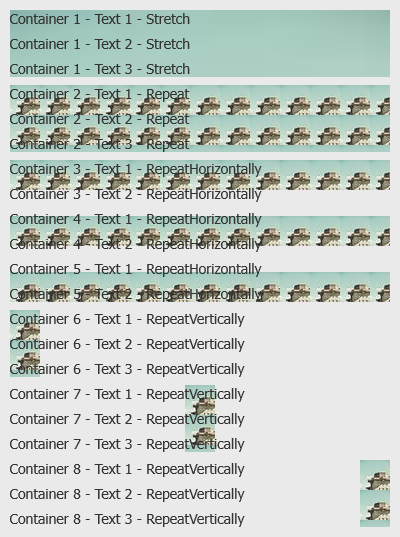 Container 1 - Text 1 - Stretch
Container 1 - Text 2 - Stretch
Container 1 - Text 3 - Stretch
Container 2 - Text 1 - Repeat
Container 2 - Text 2 - Repeat
Container 2 - Text 3 - Repeat
Container 3 - Text 1 - RepeatHorizontally
Container 3 - Text 2 - RepeatHorizontally
Container 4 - Text 1 - RepeatHorizontally
Container 4 - Text 2 - RepeatHorizontally
Container 5 - Text 1 - RepeatHorizontally
Container 5 - Text 2 - RepeatHorizontally
Container 6 - Text 1 - RepeatVertically
Container 6 - Text 2 - RepeatVertically
Container 6 - Text 3 - RepeatVertically
Container 7 - Text 1 - RepeatVertically
Container 7 - Text 2 - RepeatVertically
Container 7 - Text 3 - RepeatVertically
Container 8 - Text 1 - RepeatVertically
Container 8 - Text 2 - RepeatVertically
Container 8 - Text 3 - RepeatVertically